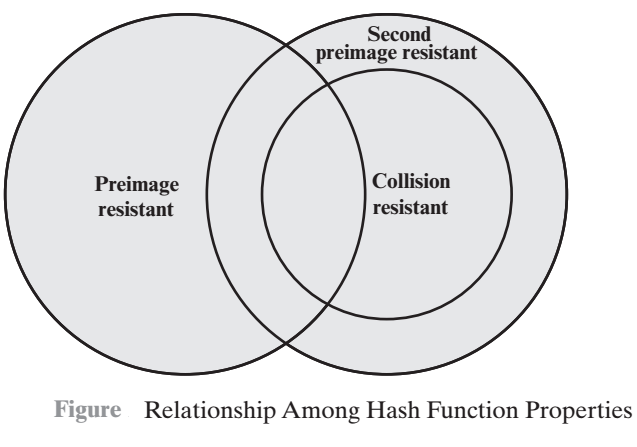 Second
preimage resistant
Preimage
resistant
Collision
resistant
Figure Relationship Among Hash Function Properties